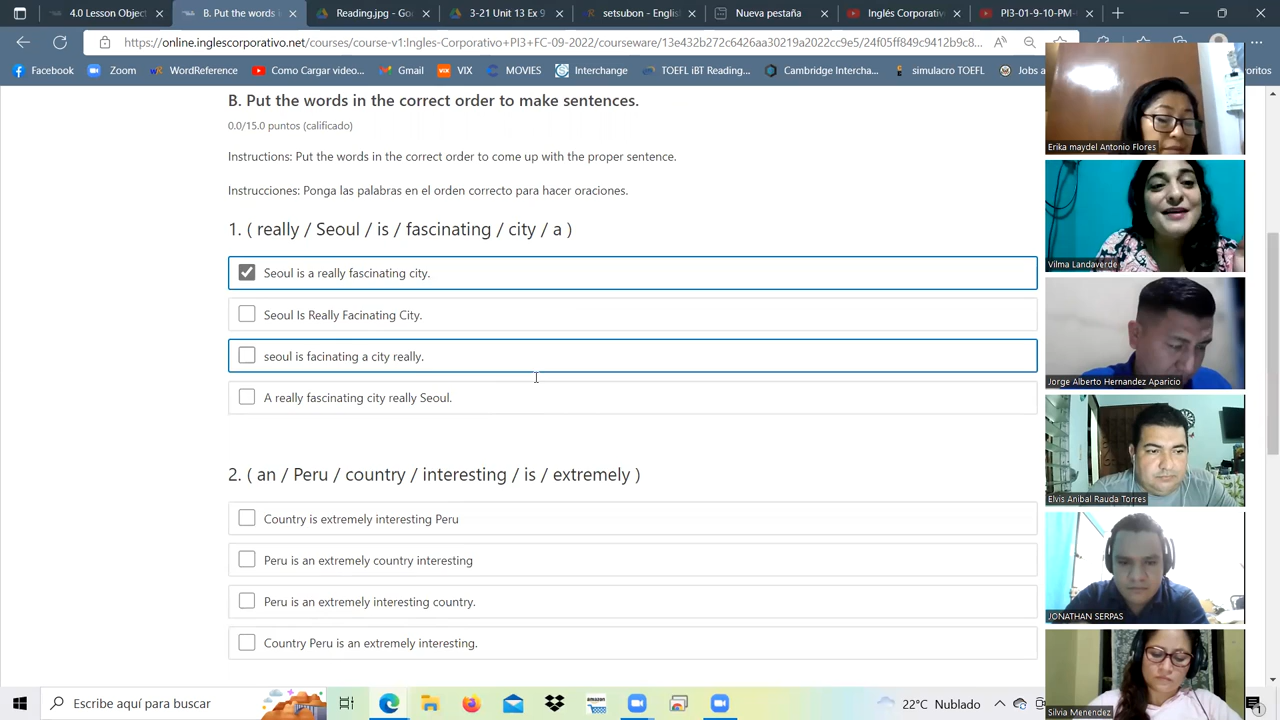 4.0 Lesson Object
B. Put the words in t
Reading.jpg - Go
3-21 Unit 13 Ex 9
setsubon - Englis
Nueva pestaña
Inglés Corporativ
PI3-01-9-10-PM
https://online.inglescorporativo.net/courses/course-v1:Ingles-Corporativo+PI3+FC-09-2022/courseware/13e432b272c6426aa30219a2022cc9e5/24f05ff849c9412b9c8...
Facebook
Zoom
WordReference
Como Cargar video...
Gmail
VIX
Interchange
TOEFL iBT Reading...
Cambridge Intercha...
simulacro TOEFL
Jobs a
oritos
B. Put the words in the correct order to make sentences.
0.0/15.0 puntos (calificado)
Instructions: Put the words in the correct order to come up with the proper sentence.
Instrucciones: Ponga las palabras en el orden correcto para hacer oraciones.
1. ( really / Seoul / is / fascinating / city / a )
Seoul is a really fascinating city.
Seoul Is Really Facinating City.
seoul is facinating a city really.
A really fascinating city really Seoul.
2. ( an / Peru / country / interesting / is / extremely )
Country is extremely interesting Peru
Peru is an extremely country interesting
Peru is an extremely interesting country.
Country Peru is an extremely interesting.
Erika maydel Antonio Flores
Vilma Landaverde
Jorge Alberto Hernandez Aparicio
Elvis Anibal Rauda Torres
JONATHAN SERPAS
Silvia Menéndez
Escribe aquí para buscar
amazon
22°C Nublado